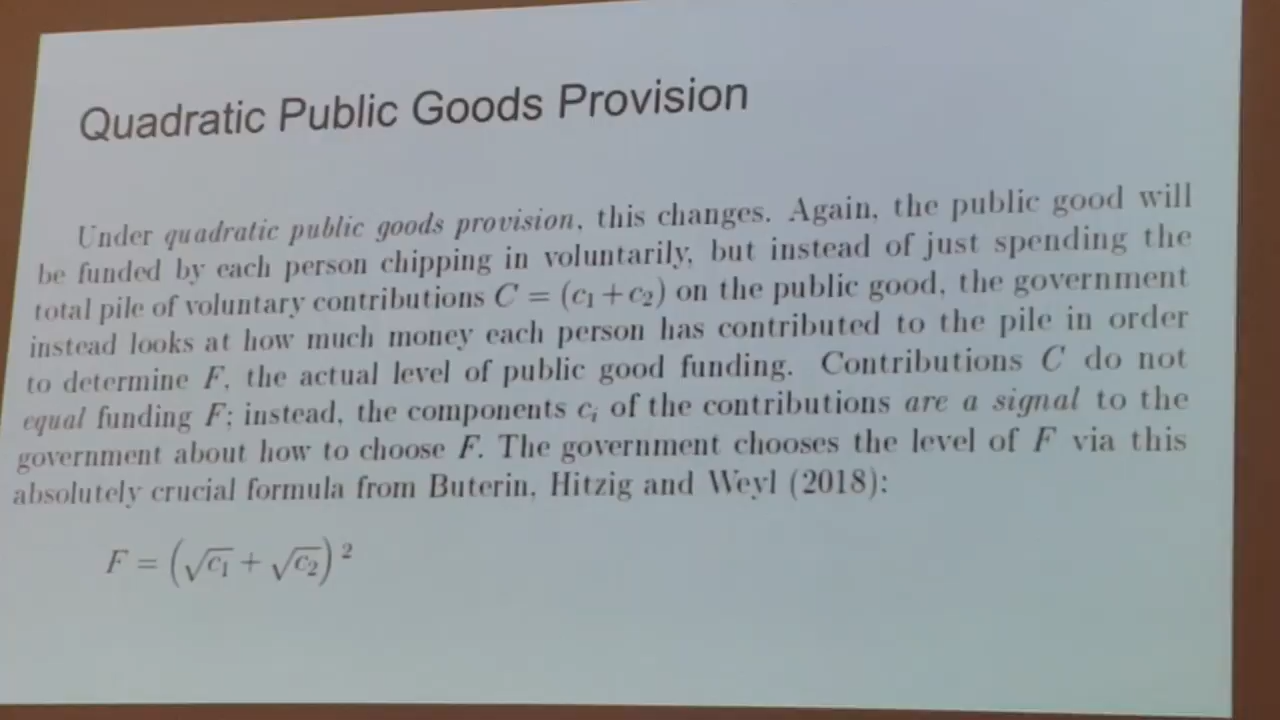 Quadratic Public Goods Provision
Under quadratic public goods provision, this changes. Again, the public good will
be funded by each person chipping in voluntarily, but instead of just spending the
total pile of voluntary contributions C = (c₁ + c₂) on the public good, the government
instead looks at how much money each person has contributed to the pile in order
to determine F, the actual level of public good funding. Contributions C do not
equal funding F; instead, the components cᵢ of the contributions are a signal to the
government about how to choose F. The government chooses the level of F via this
absolutely crucial formula from Buterin, Hitzig and Weyl (2018):
F = (√c₁ + √c₂)²